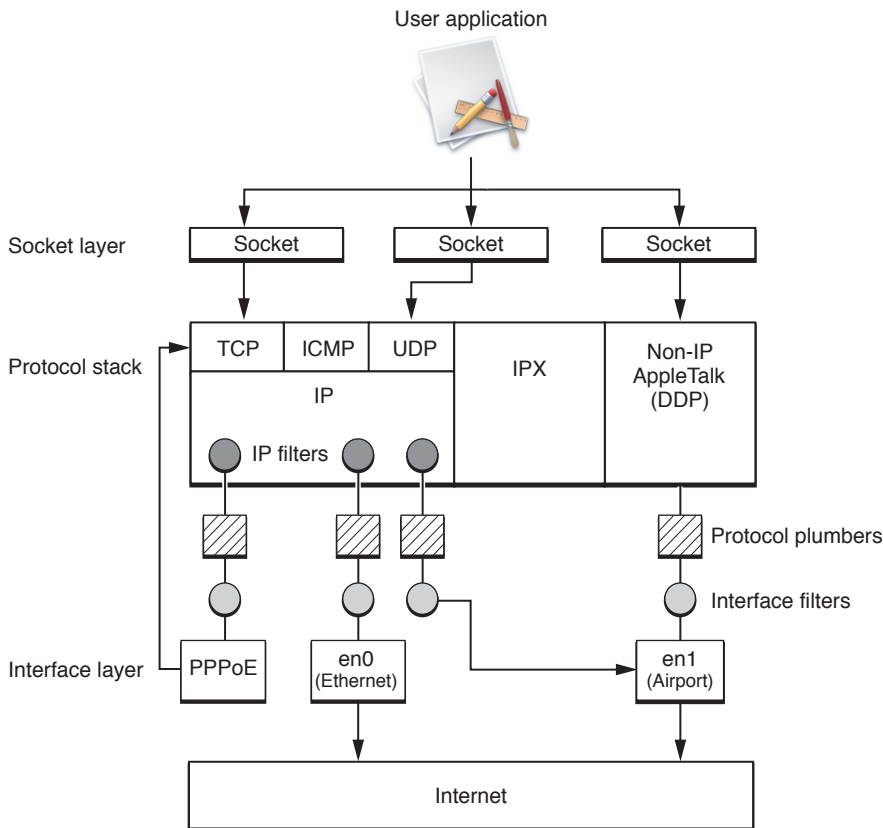 User application
Socket layer
Socket
Socket
Socket
Protocol stack
TCP
ICMP
UDP
IP
IPX
Non-IP
AppleTalk
(DDP)
IP filters
Protocol plumbers
Interface filters
Interface layer
PPPoE
en0
(Ethernet)
en1
(Airport)
Internet